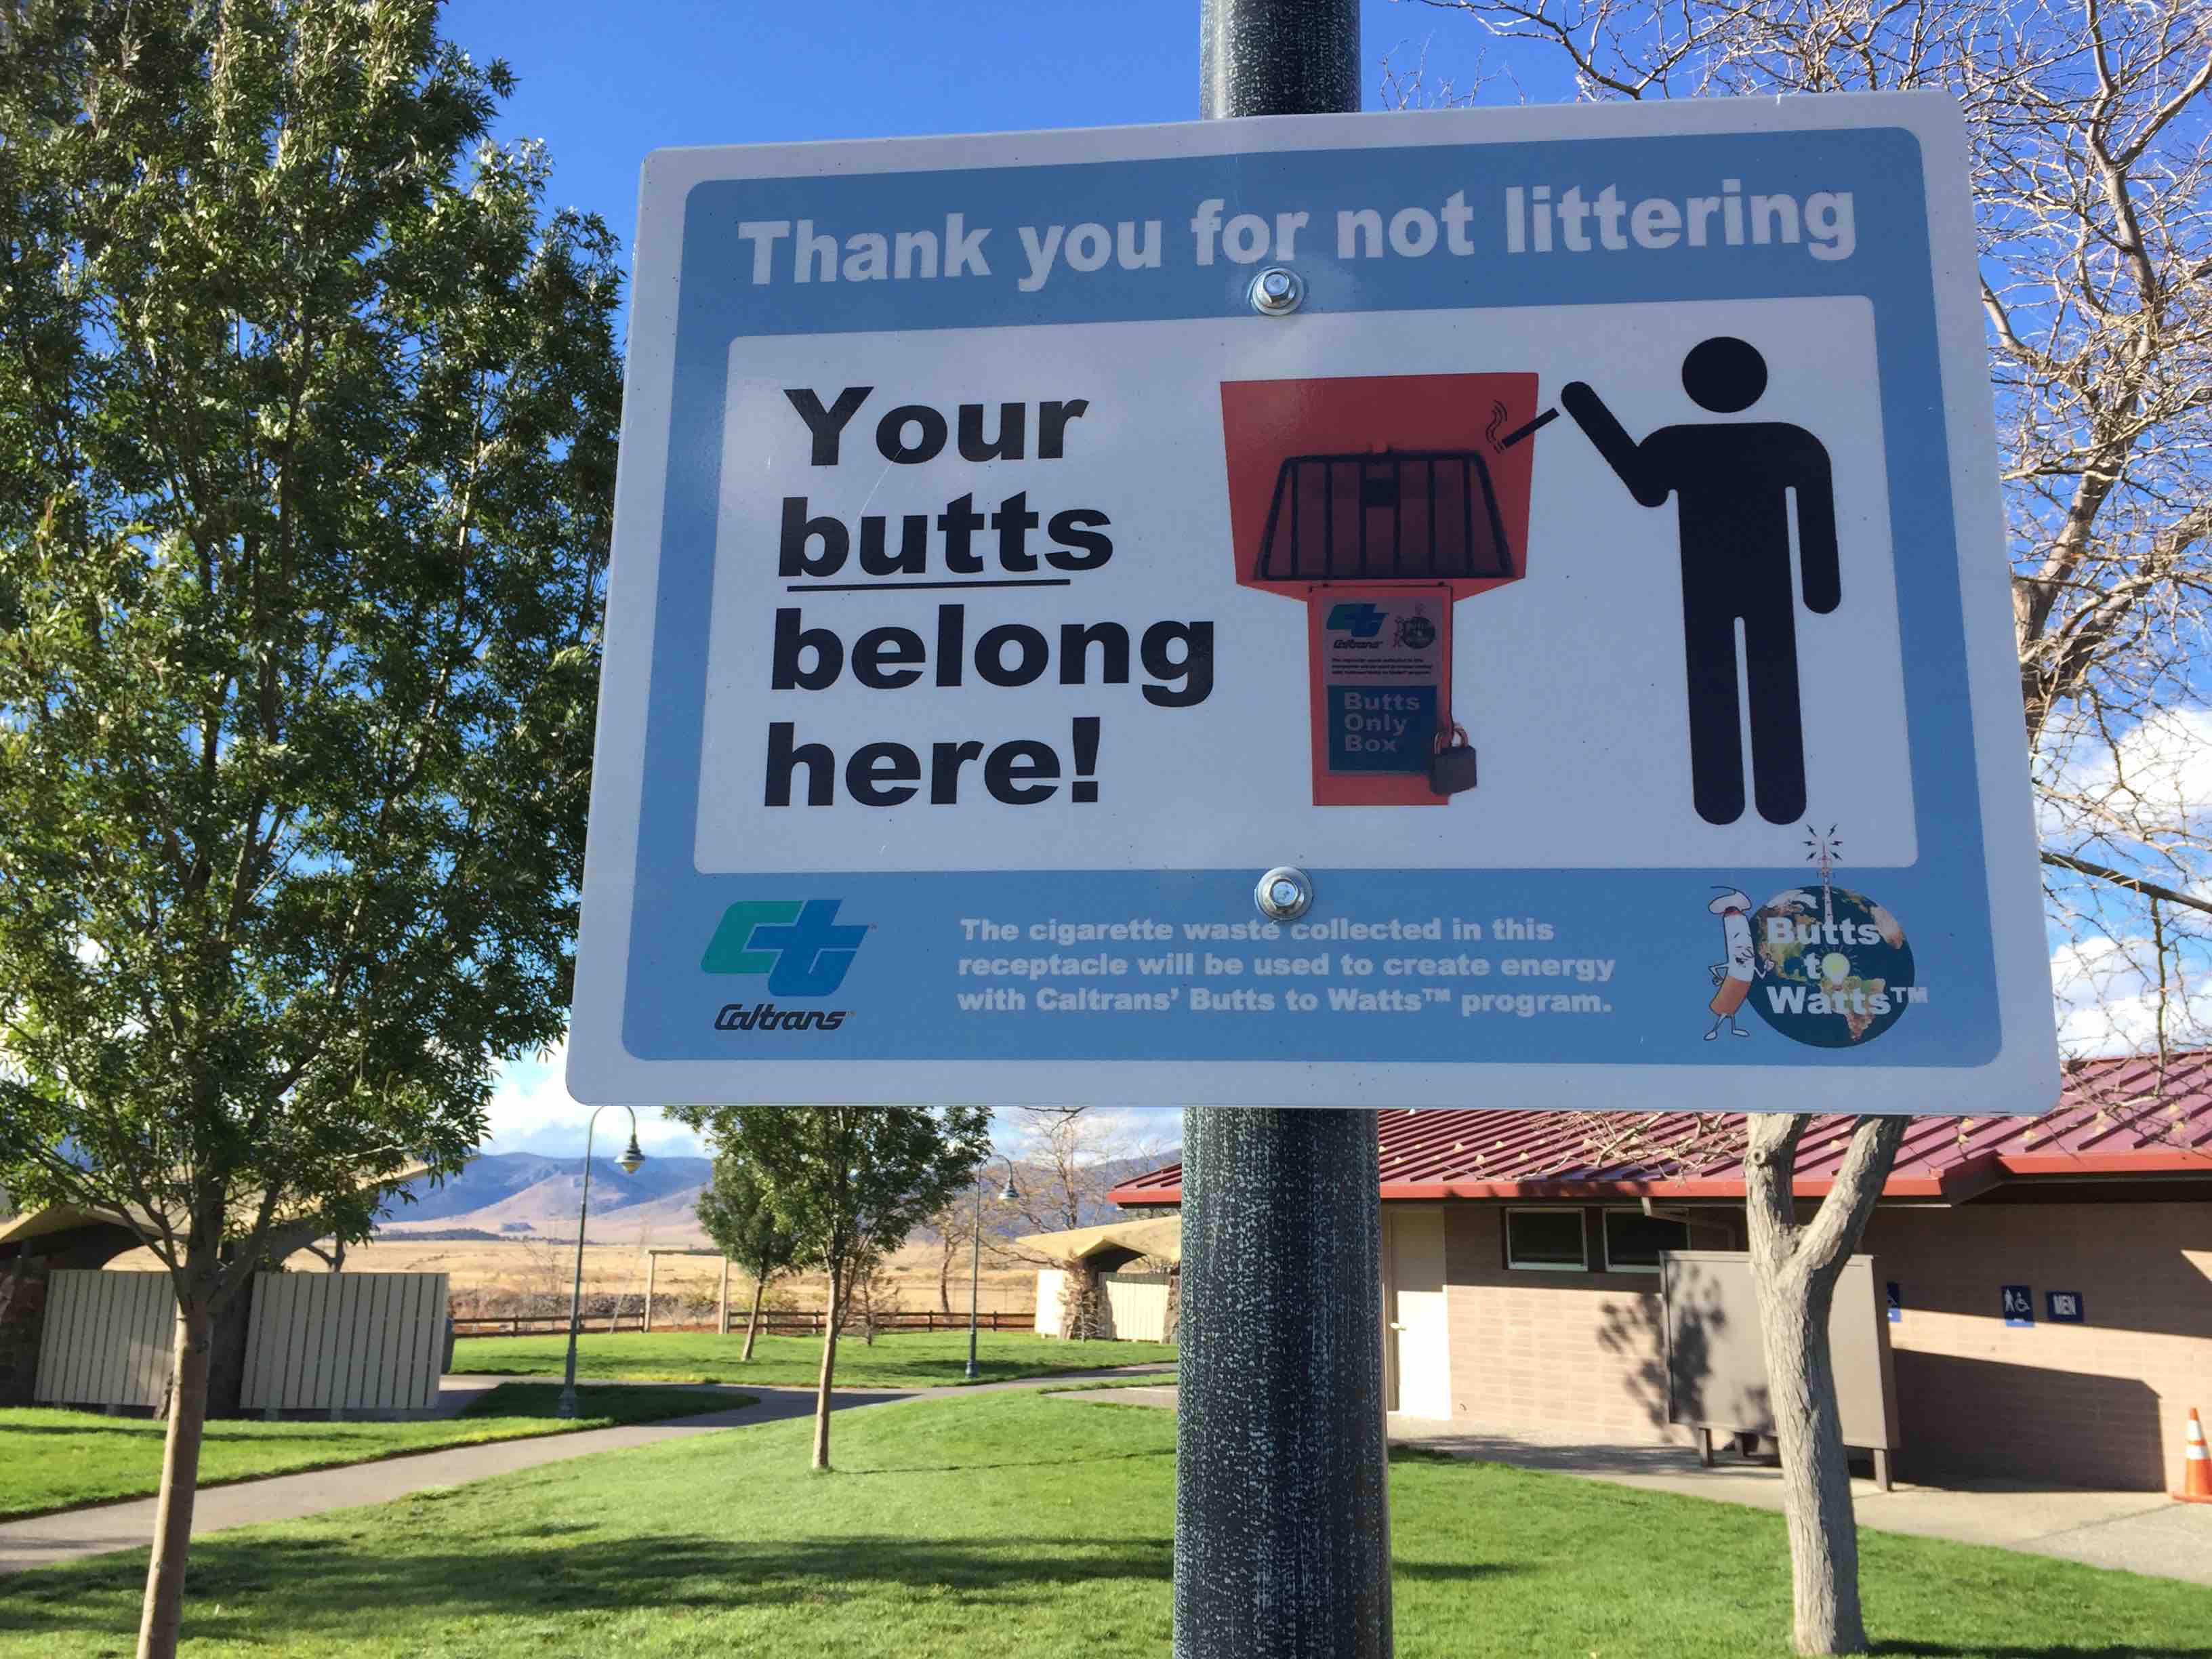 Thank you for not littering
Your
butts
belong
here!
Caltrans
Butts
Only
Box
Caltrans
The cigarette waste collected in this
receptacle will be used to create energy
with Caltrans' Butts to Watts™ program.
Butts
to
Watts™
MEN